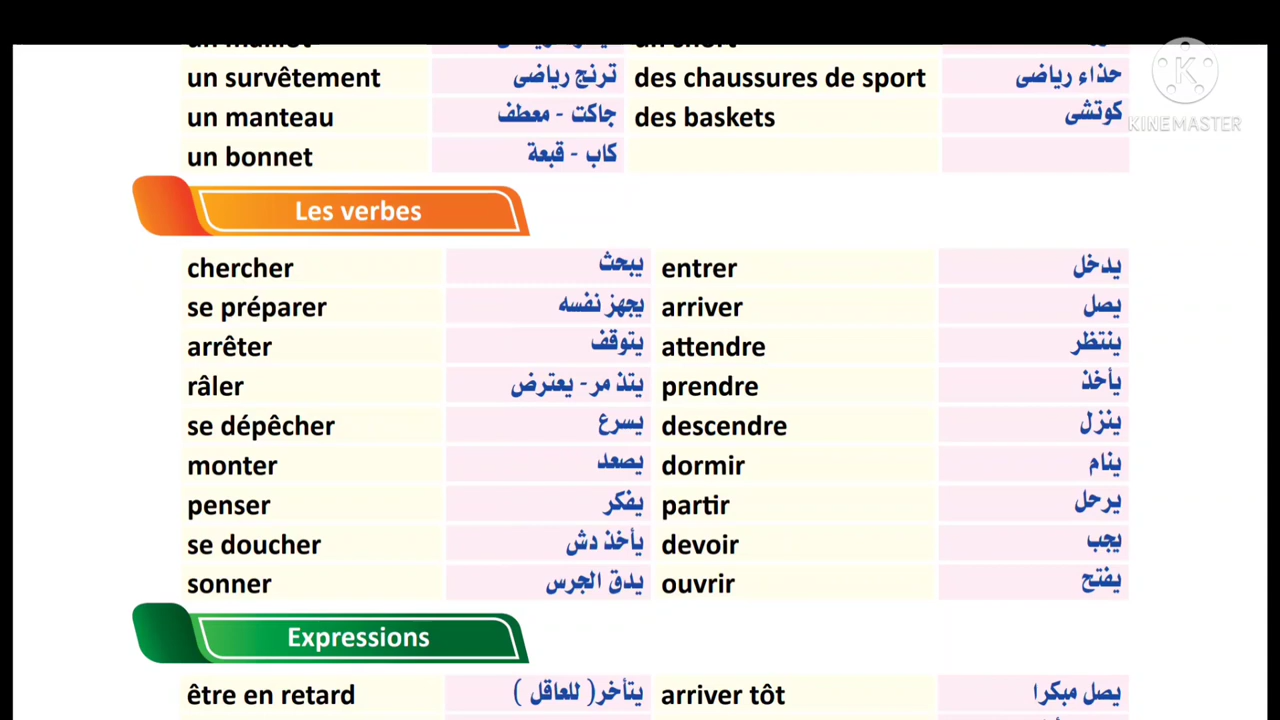 un survêtement ترنج رياضى des chaussures de sport حذاء رياضى
un manteau جاكت - معطف des baskets كوتشى
un bonnet كاب - قبعة
KINEMASTER
Les verbes
chercher يبحث entrer يدخل
se préparer يجهز نفسه arriver يصل
arrêter يتوقف attendre ينتظر
râler يتذ مر- يعترض prendre يأخذ
se dépêcher يسرع descendre ينزل
monter يصعد dormir ينام
penser يفكر partir يرحل
se doucher يأخذ دش devoir يجب
sonner يدق الجرس ouvrir يفتح
Expressions
être en retard يتأخر( للعاقل ) arriver tôt يصل مبكرا